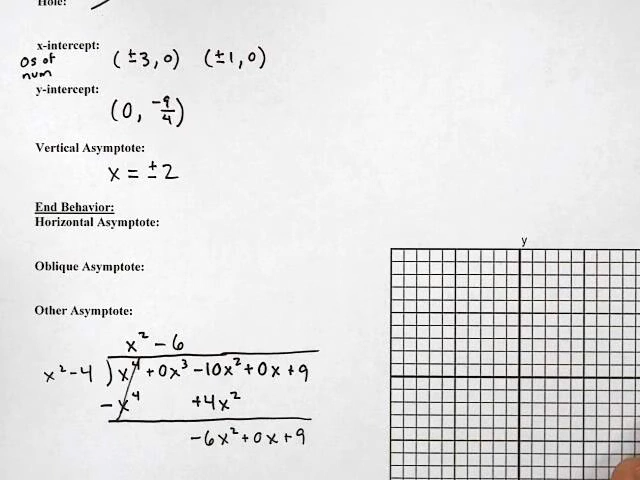 Hole:
x-intercept: (±3, 0) (±1, 0)
0s of
num
y-intercept:
(0, -9/4)
Vertical Asymptote:
x = ±2
End Behavior:
Horizontal Asymptote:
y
Oblique Asymptote:
Other Asymptote:
x² - 6
x² - 4 ) x⁴ + 0x³ - 10x² + 0x + 9
- x⁴ + 4x²
-6x² + 0x + 9